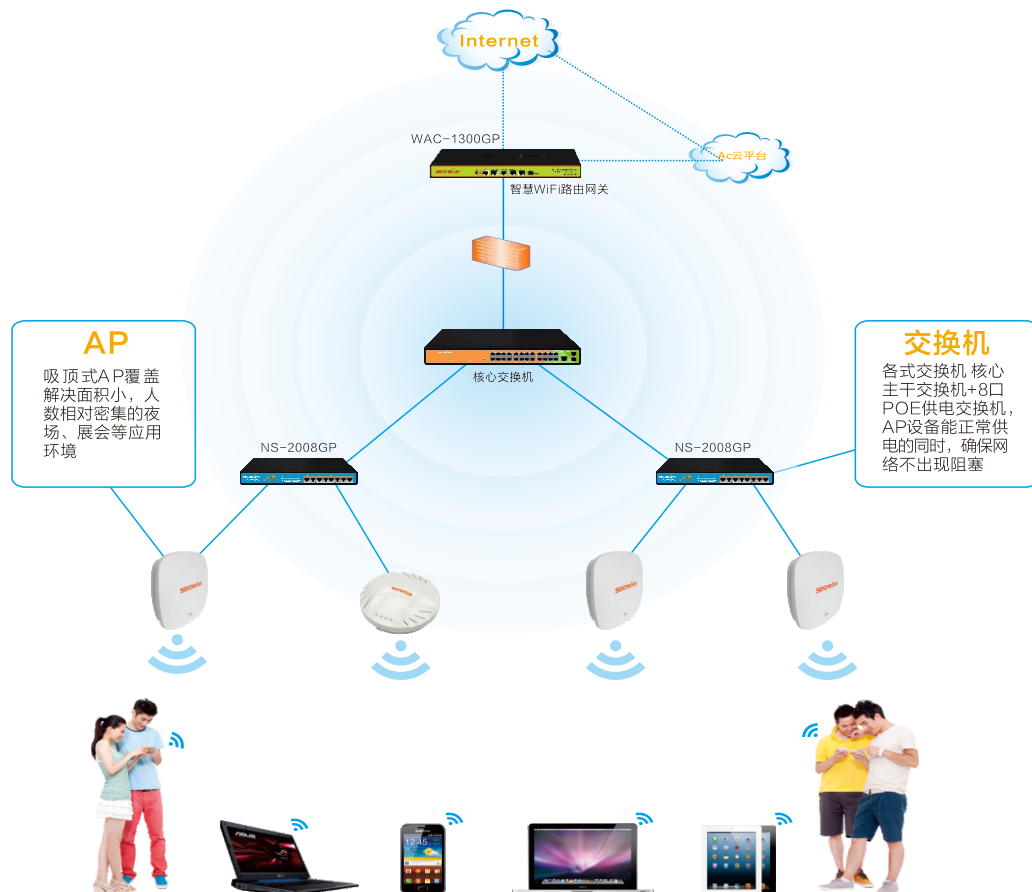 Internet
WAC-1300GP
Ac云平台
智慧WiFi路由网关
核心交换机
AP
吸顶式AP覆盖
解决面积小，人
数相对密集的夜
场、展会等应用
环境
交换机
各式交换机 核心
主干交换机+8口
POE供电交换机，
AP设备能正常供
电的同时，确保网
络不出现阻塞
NS-2008GP
NS-2008GP
ASUS
12:45